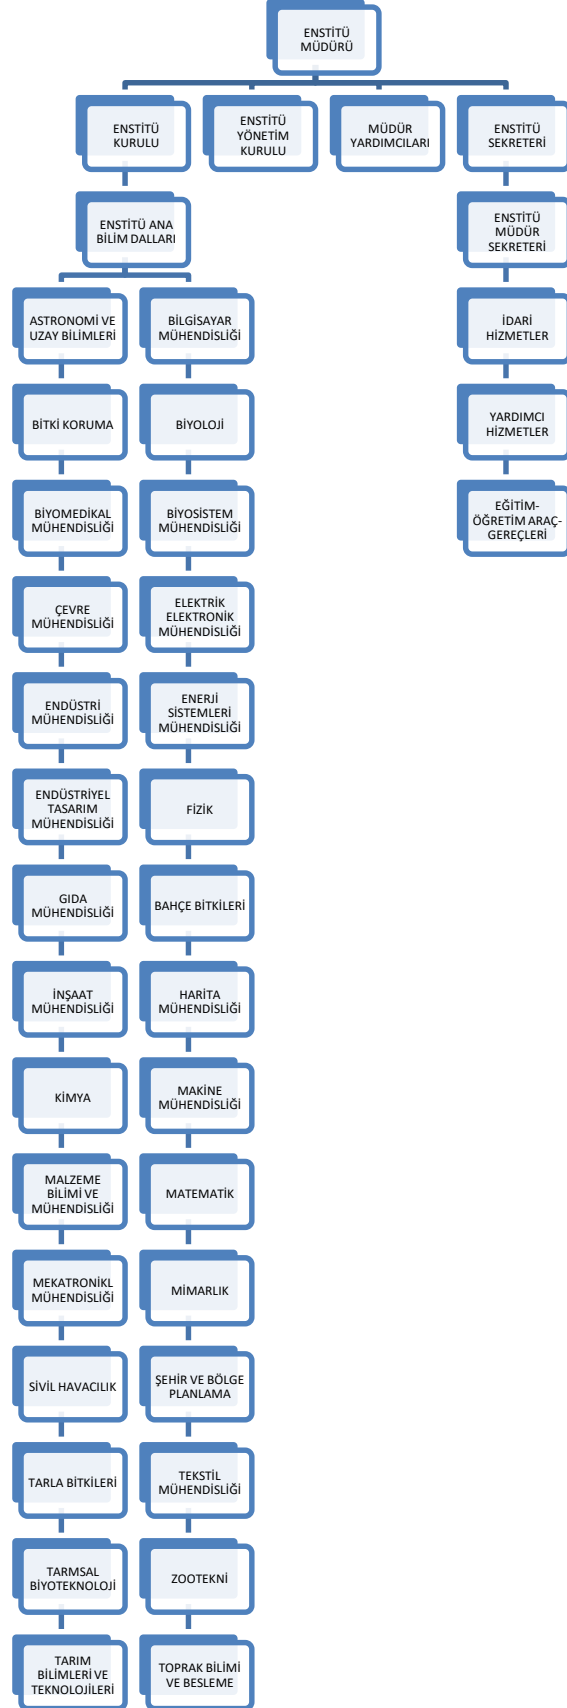 ENSTİTÜ
MÜDÜRÜ
ENSTİTÜ
KURULU
ENSTİTÜ
YÖNETİM
KURULU
MÜDÜR
YARDIMCILARI
ENSTİTÜ
SEKRETERİ
ENSTİTÜ ANA
BİLİM DALLARI
ENSTİTÜ
MÜDÜR
SEKRETERİ
ASTRONOMİ VE
UZAY BİLİMLERİ
BİLGİSAYAR
MÜHENDİSLİĞİ
İDARİ
HİZMETLER
BİTKİ KORUMA
BİYOLOJİ
YARDIMCI
HİZMETLER
BİYOMEDİKAL
MÜHENDİSLİĞİ
BİYOSİSTEM
MÜHENDİSLİĞİ
EĞİTİM-
ÖĞRETİM ARAÇ-
GEREÇLERİ
ÇEVRE
MÜHENDİSLİĞİ
ELEKTRİK
ELEKTRONİK
MÜHENDİSLİĞİ
ENDÜSTRİ
MÜHENDİSLİĞİ
ENERJİ
SİSTEMLERİ
MÜHENDİSLİĞİ
ENDÜSTRİYEL
TASARIM
MÜHENDİSLİĞİ
FİZİK
GIDA
MÜHENDİSLİĞİ
BAHÇE BİTKİLERİ
İNŞAAT
MÜHENDİSLİĞİ
HARİTA
MÜHENDİSLİĞİ
KİMYA
MAKİNE
MÜHENDİSLİĞİ
MALZEME
BİLİMİ VE
MÜHENDİSLİĞİ
MATEMATİK
MEKATRONİKL
MÜHENDİSLİĞİ
MİMARLIK
SİVİL HAVACILIK
ŞEHİR VE BÖLGE
PLANLAMA
TARLA BİTKİLERİ
TEKSTİL
MÜHENDİSLİĞİ
TARMSAL
BİYOTEKNOLOJİ
ZOOTEKNİ
TARIM
BİLİMLERİ VE
TEKNOLOJİLERİ
TOPRAK BİLİMİ
VE BESLEME